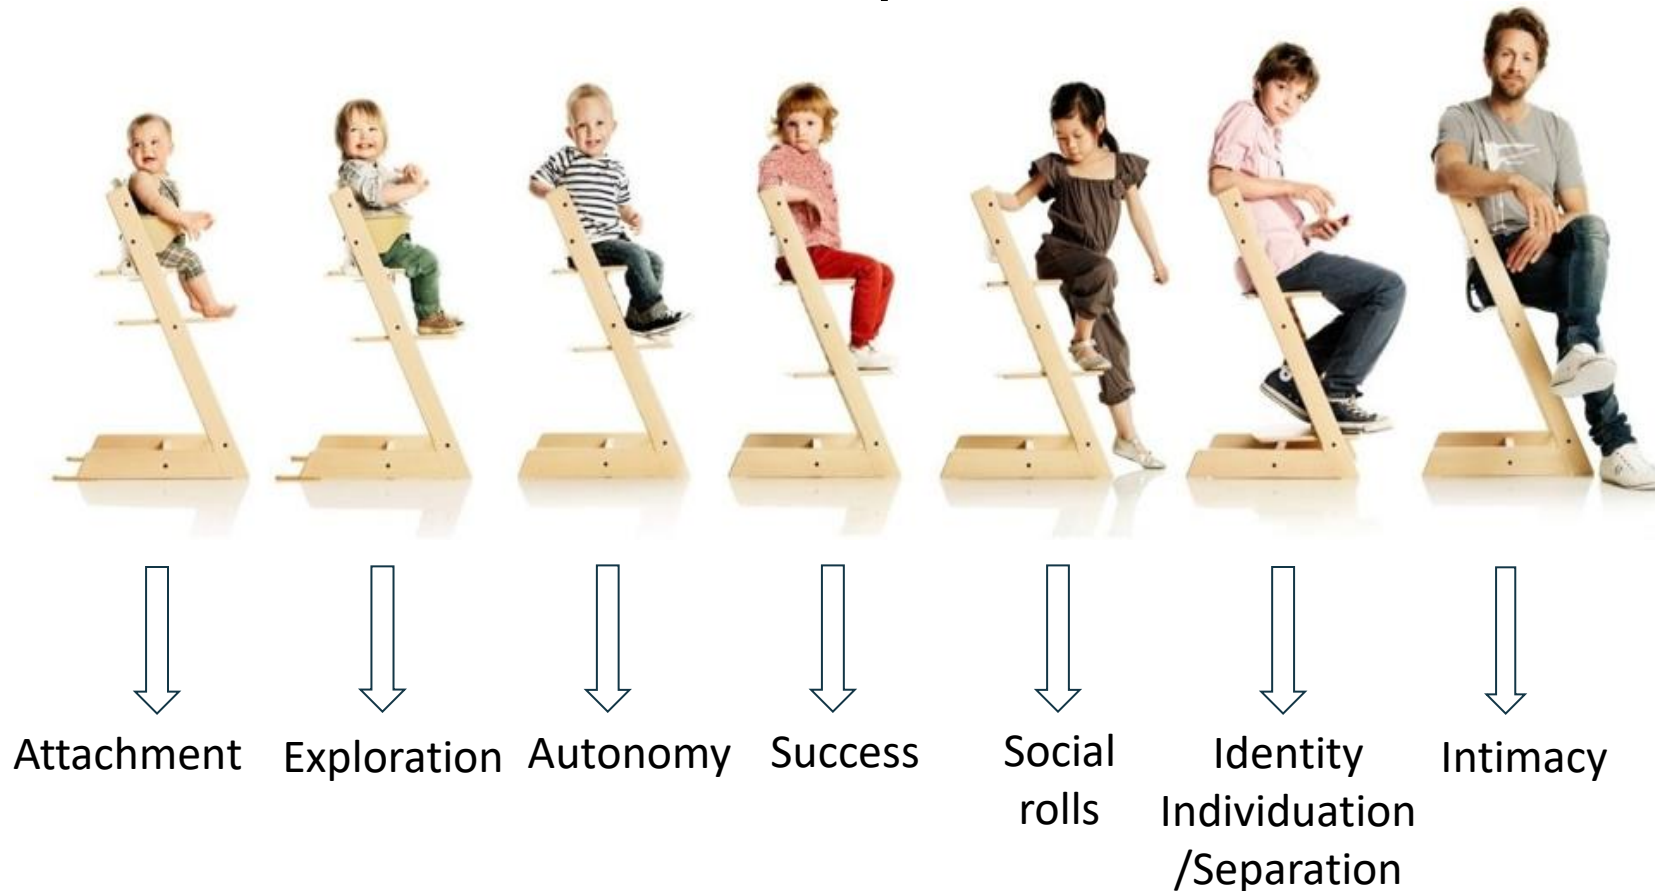 Attachment
Exploration
Autonomy
Success
Social
rolls
Identity
Individuation
/Separation
Intimacy